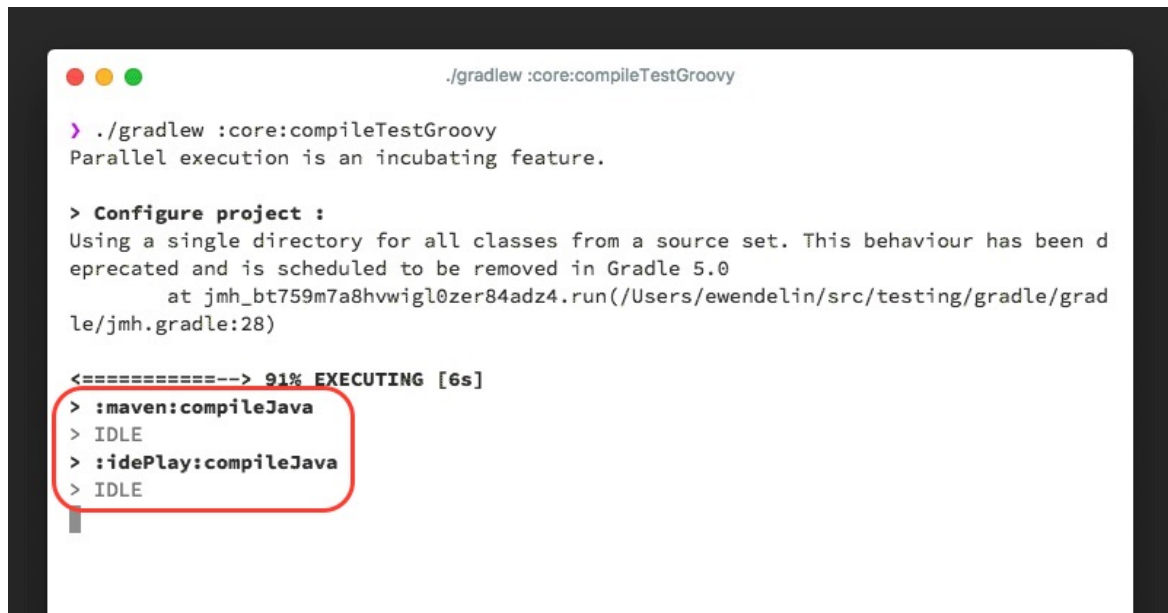 ./gradlew :core:compileTestGroovy
❯ ./gradlew :core:compileTestGroovy
Parallel execution is an incubating feature.
> Configure project :
Using a single directory for all classes from a source set. This behaviour has been d
eprecated and is scheduled to be removed in Gradle 5.0
at jmh_bt759m7a8hvwigl0zer84adz4.run(/Users/ewendelin/src/testing/gradle/grad
le/jmh.gradle:28)
<===========--> 91% EXECUTING [6s]
> :maven:compileJava
> IDLE
> :idePlay:compileJava
> IDLE